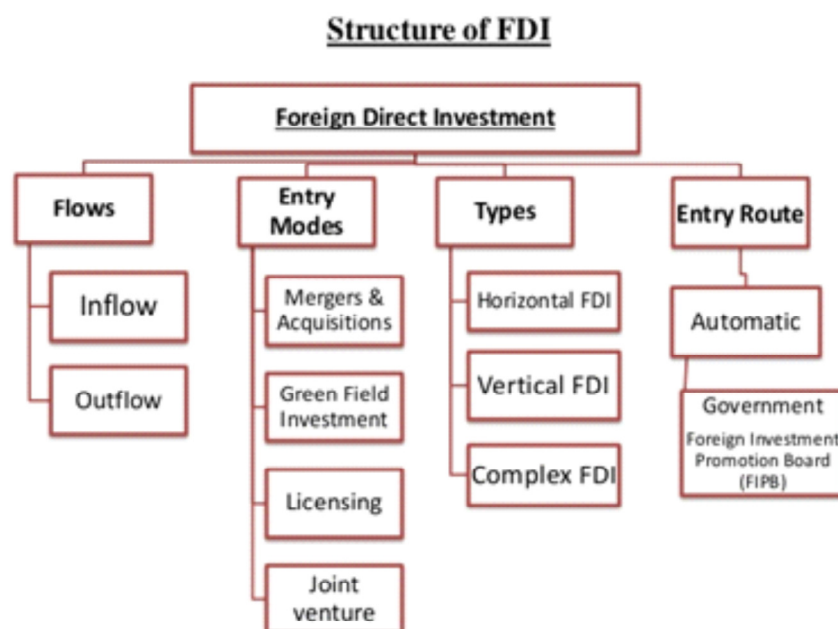 Structure of FDI
Foreign Direct Investment
Flows
Inflow
Outflow
Entry
Modes
Mergers &
Acquisitions
Green Field
Investment
Licensing
Joint
venture
Types
Horizontal FDI
Vertical FDI
Complex FDI
Entry Route
Automatic
Government
Foreign Investment
Promotion Board
(FIPB)